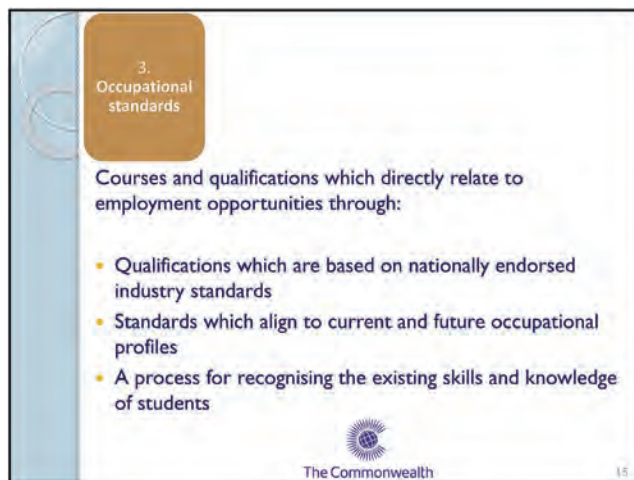 3.
Occupational
standards
Courses and qualifications which directly relate to
employment opportunities through:
• Qualifications which are based on nationally endorsed
industry standards
• Standards which align to current and future occupational
profiles
• A process for recognising the existing skills and knowledge
of students
The Commonwealth
15